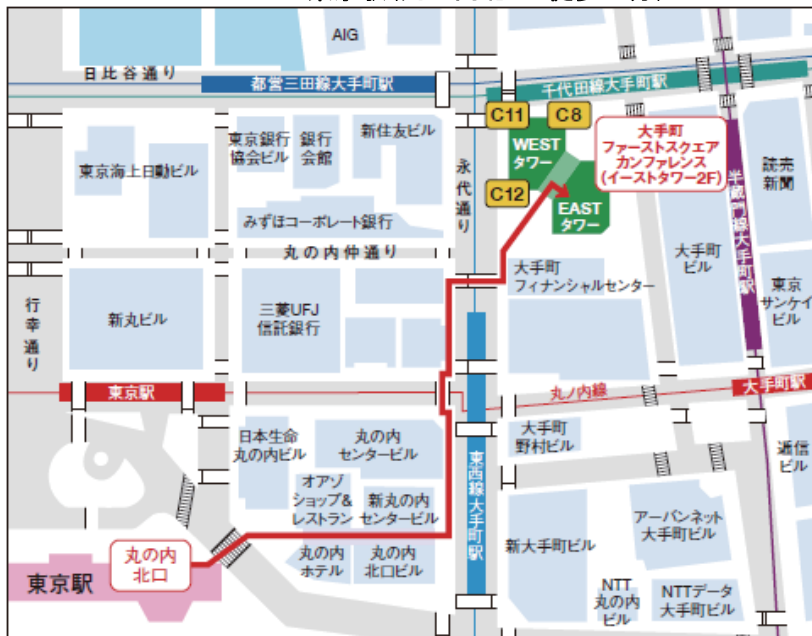 AIG
日比谷通り
都営三田線大手町駅
千代田線大手町駅
C11
C8
WEST
タワー
C12
EAST
タワー
大手町
ファーストスクエア
カンファレンス
(イーストタワー2F)
東京海上日動ビル
東京銀行
協会ビル
銀行
会館
新住友ビル
永代通り
みずほコーポレート銀行
読売
新聞
半蔵門線大手町駅
丸の内仲通り
大手町
ビル
大手町
フィナンシャルセンター
東京
サンケイ
ビル
行幸通り
新丸ビル
三菱UFJ
信託銀行
東京駅
丸ノ内線
大手町駅
日本生命
丸の内ビル
丸の内
センタービル
大手町
野村ビル
逓信
ビル
オアゾ
ショップ&
レストラン
新丸の内
センタービル
東西線大手町駅
アーバンネット
大手町ビル
新大手町ビル
丸の内
北口
東京駅
丸の内
ホテル
丸の内
北口ビル
NTT
丸の内
ビル
NTTデータ
大手町ビル